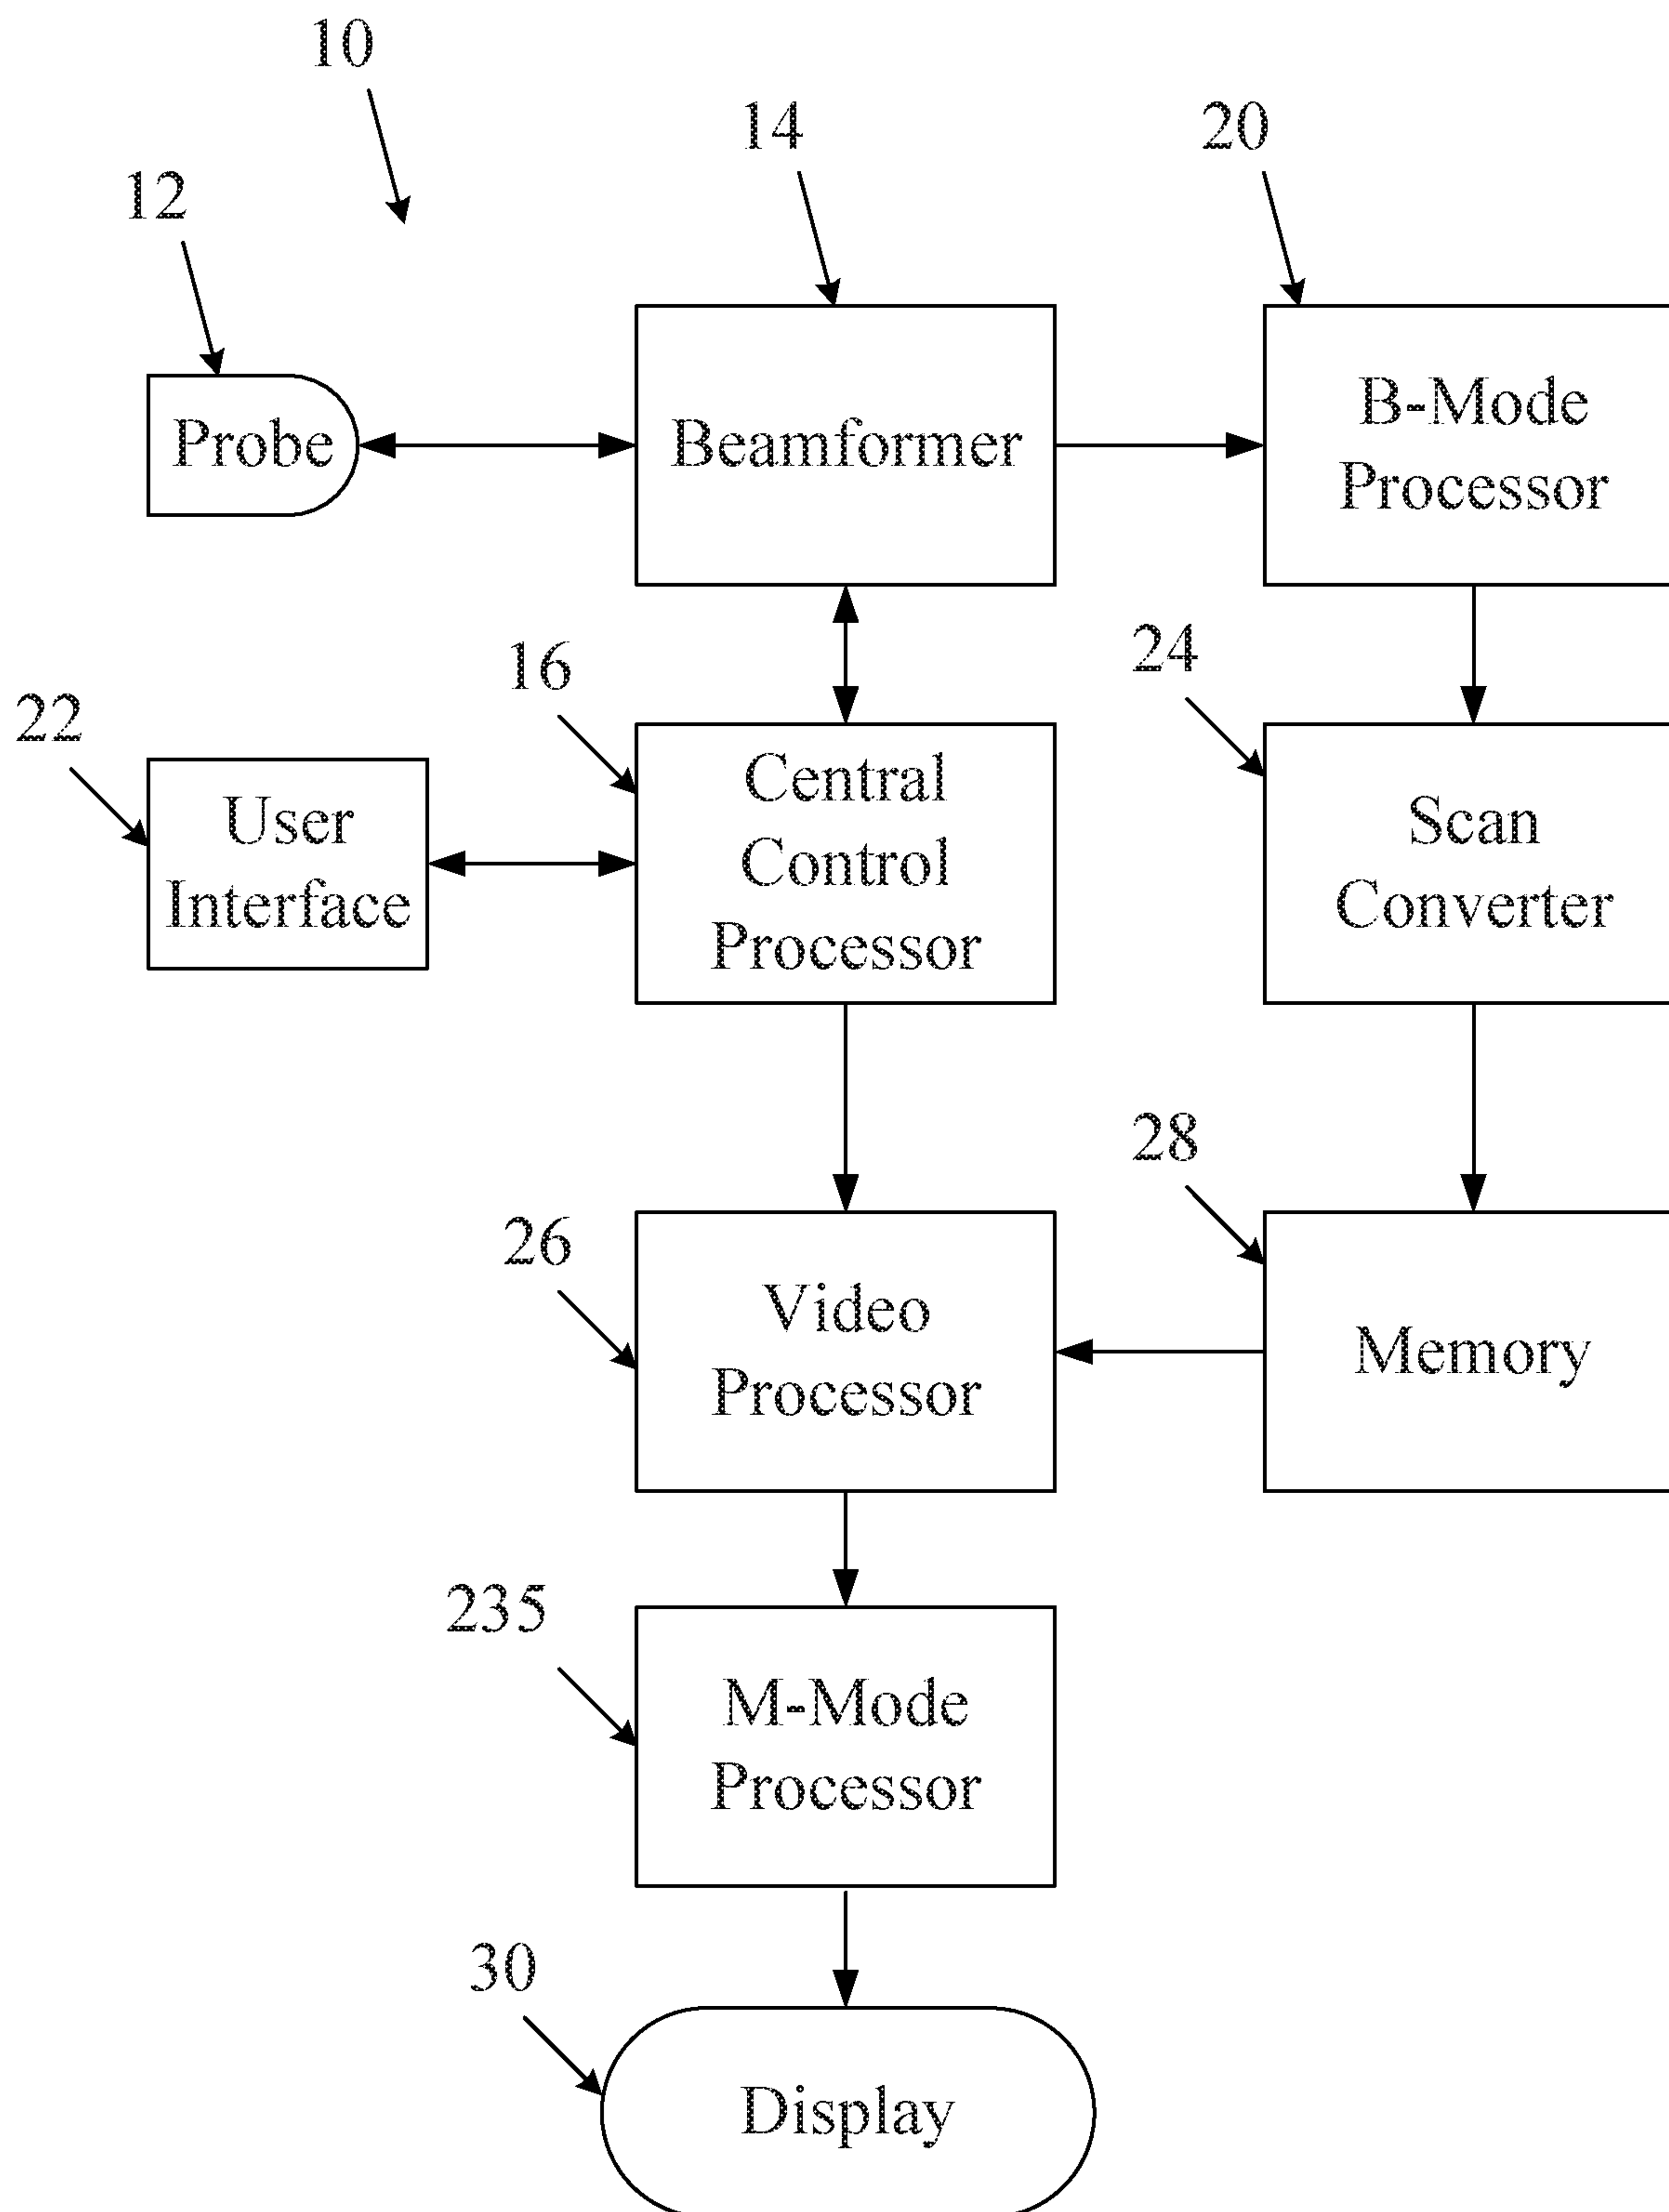 10
14
20
12
Probe
Beamformer
B-Mode
Processor
16
24
22
User
Interface
Central
Control
Processor
Scan
Converter
28
26
Video
Processor
Memory
235
M-Mode
Processor
30
Display